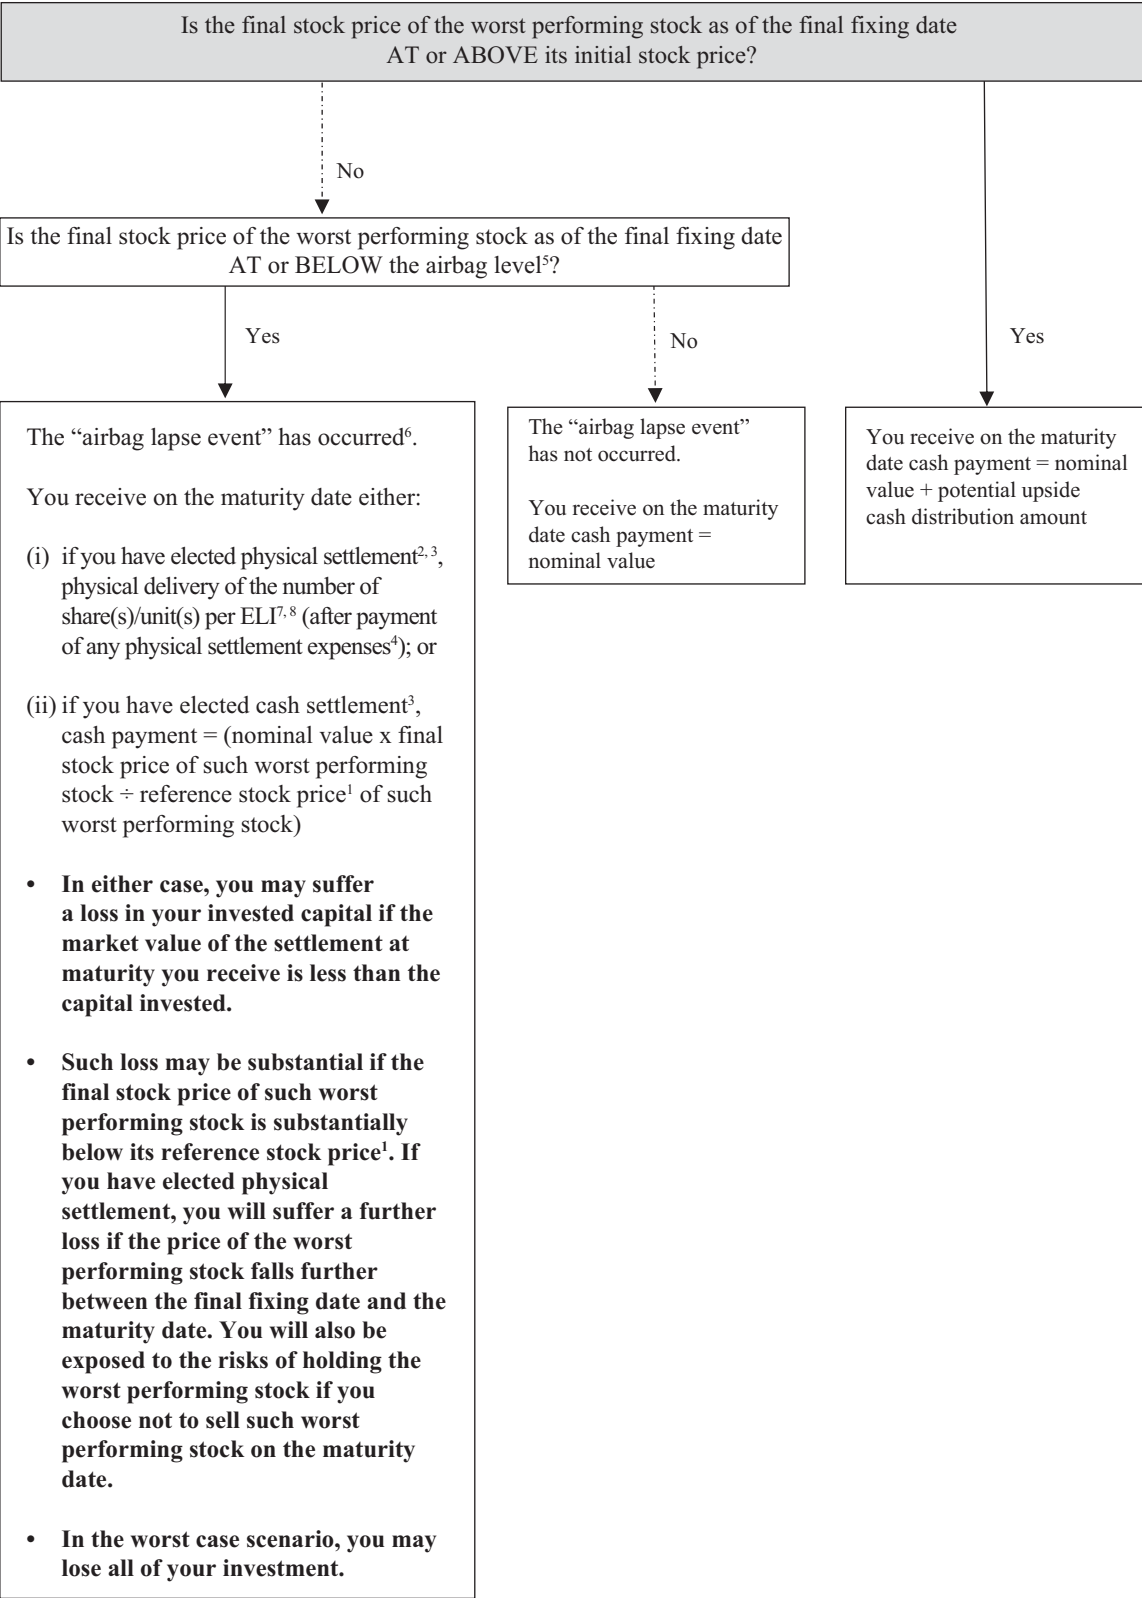 Is the final stock price of the worst performing stock as of the final fixing date
AT or ABOVE its initial stock price?
No
Is the final stock price of the worst performing stock as of the final fixing date
AT or BELOW the airbag level⁵?
Yes
No
Yes
The “airbag lapse event” has occurred⁶.
You receive on the maturity date either:
(i) if you have elected physical settlement²,³,
physical delivery of the number of
share(s)/unit(s) per ELI⁷,⁸ (after payment
of any physical settlement expenses⁴); or
(ii) if you have elected cash settlement³,
cash payment = (nominal value x final
stock price of such worst performing
stock ÷ reference stock price¹ of such
worst performing stock)
• In either case, you may suffer
a loss in your invested capital if the
market value of the settlement at
maturity you receive is less than the
capital invested.
• Such loss may be substantial if the
final stock price of such worst
performing stock is substantially
below its reference stock price¹. If
you have elected physical
settlement, you will suffer a further
loss if the price of the worst
performing stock falls further
between the final fixing date and the
maturity date. You will also be
exposed to the risks of holding the
worst performing stock if you
choose not to sell such worst
performing stock on the maturity
date.
• In the worst case scenario, you may
lose all of your investment.
The “airbag lapse event”
has not occurred.
You receive on the maturity
date cash payment =
nominal value
You receive on the maturity
date cash payment = nominal
value + potential upside
cash distribution amount